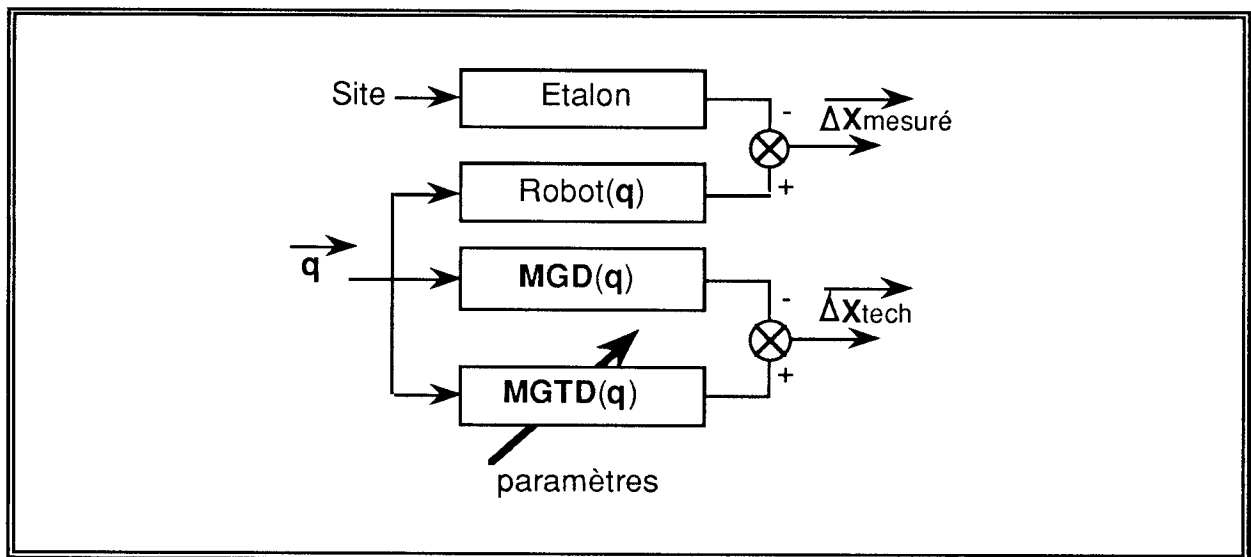 Site
Etalon
-
ΔXmesuré
+
Robot(q)
q
MGD(q)
-
ΔXtech
+
MGTD(q)
paramètres